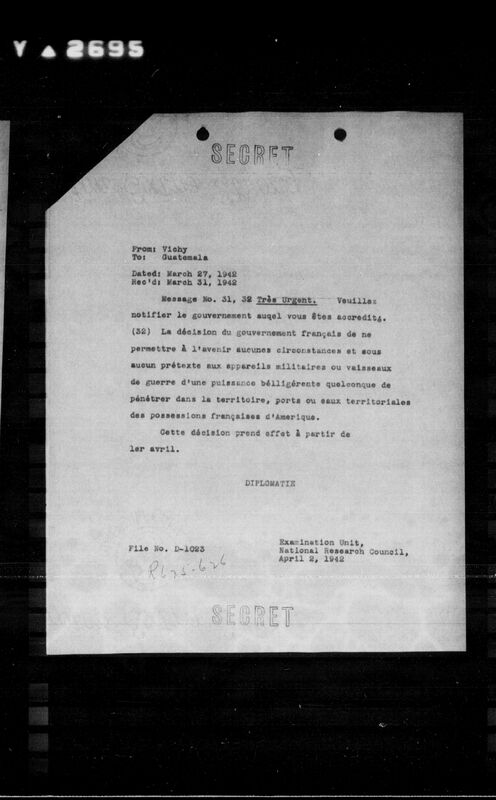 Y ▲ 2695
SECRET
From: Vichy
To: Guatemala
Dated: March 27, 1942
Rec'd: March 31, 1942
Message No. 31, 32 Très Urgent. Veuillez
notifier le gouvernement auqel vous êtes accredité.
(32) La décision du gouvernement français de ne
permettre à l'avenir aucunes circonstances et sous
aucun prétexte aux appareils militaires ou vaisseaux
de guerre d'une puissance bélligérente quelconque de
pénétrer dans la territoire, ports ou eaux territoriales
des possessions françaises d'Amerique.
Cette décision prend effet à partir de
1er avril.
DIPLOMATIE
File No. D-1023
Examination Unit,
National Research Council,
April 2, 1942
R625-626
SECRET